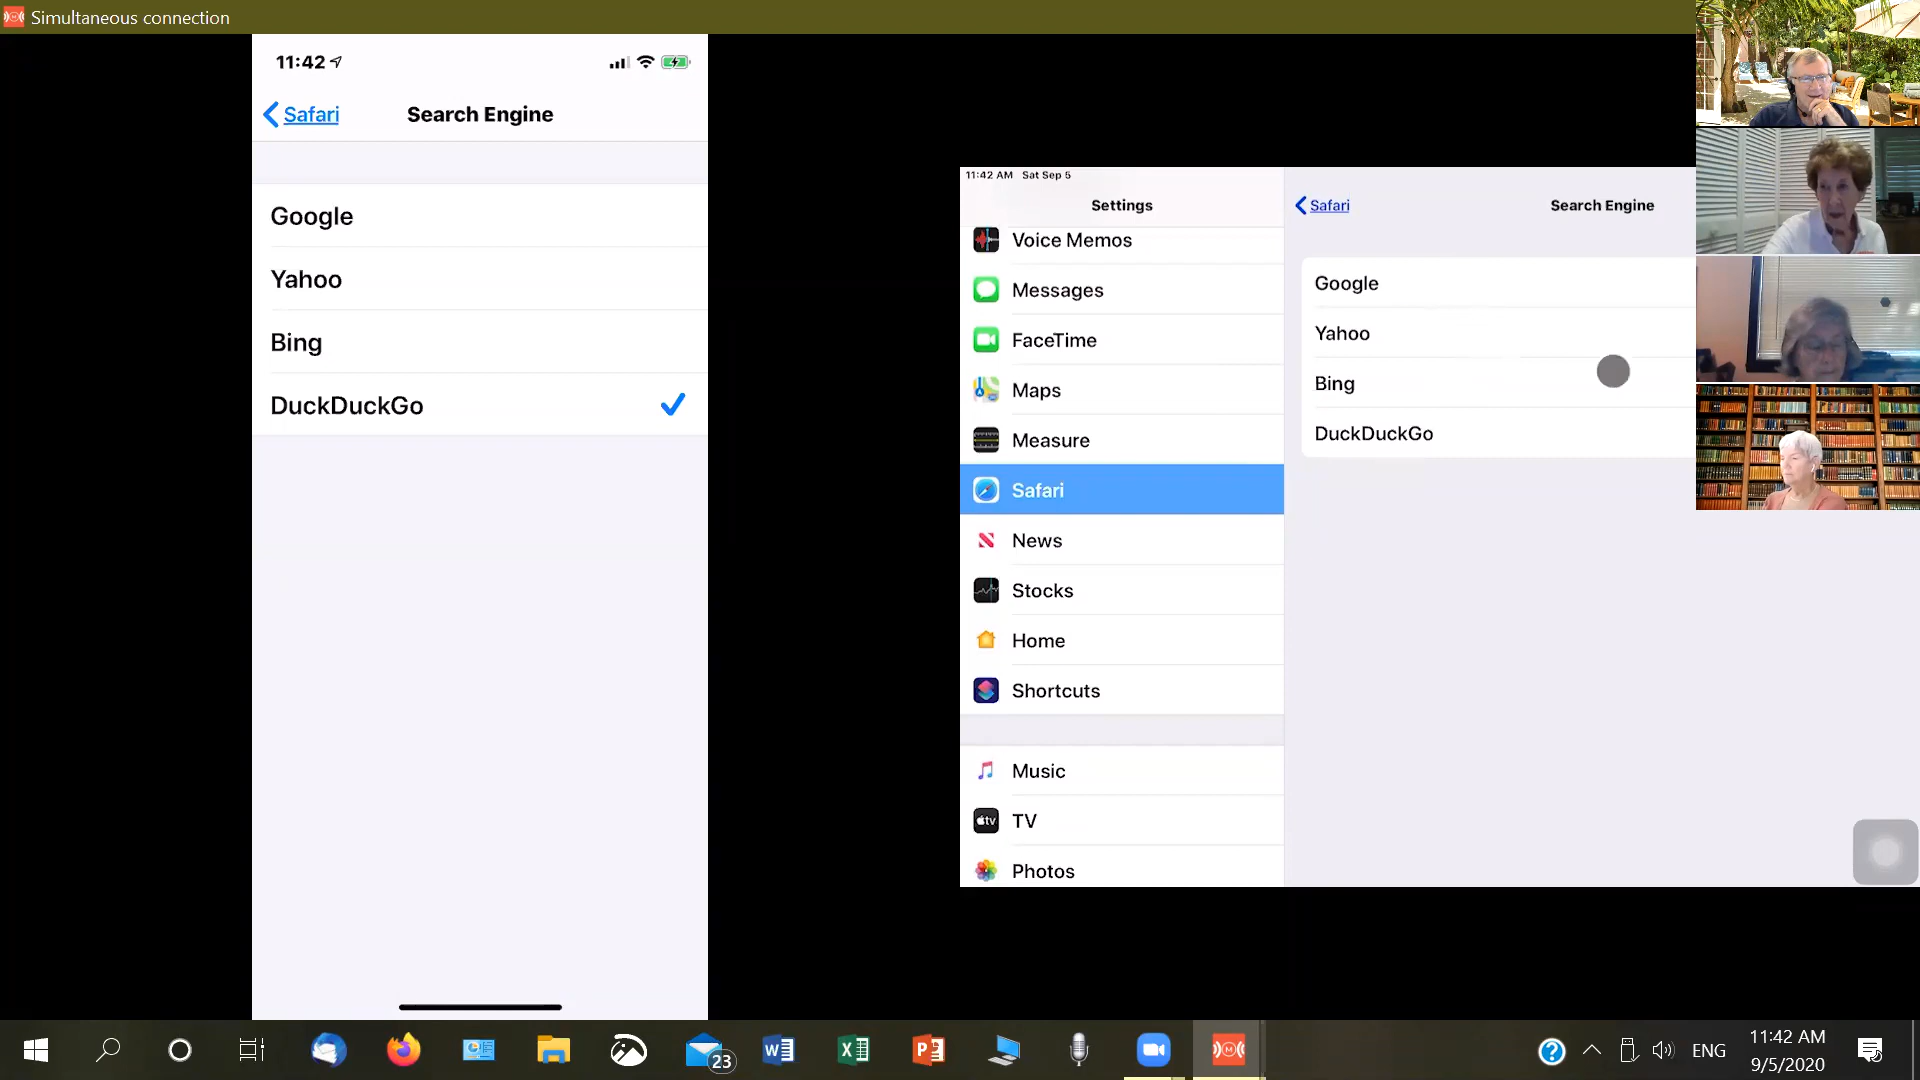 Simultaneous connection
11:42
Safari
Search Engine
Google
Yahoo
Bing
DuckDuckGo
11:42 AM Sat Sep 5
Settings
Voice Memos
Messages
FaceTime
Maps
Measure
Safari
News
Stocks
Home
Shortcuts
Music
tv TV
Photos
Safari
Search Engine
Google
Yahoo
Bing
DuckDuckGo
23
ENG
11:42 AM
9/5/2020